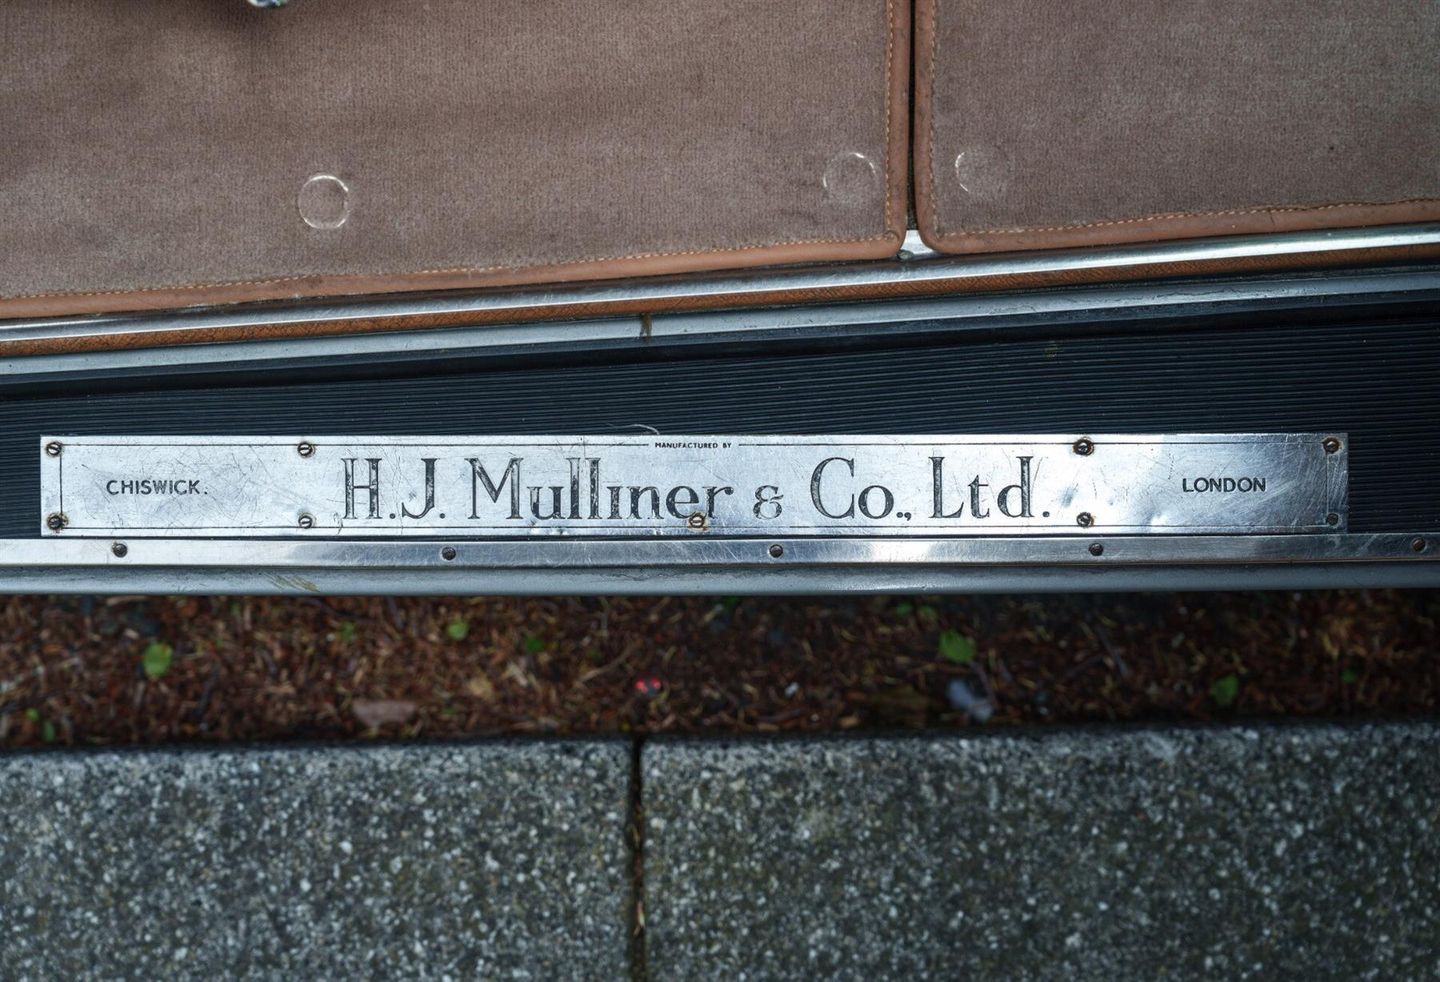 MANUFACTURED BY
CHISWICK. H.J. Mulliner & Co., Ltd. LONDON